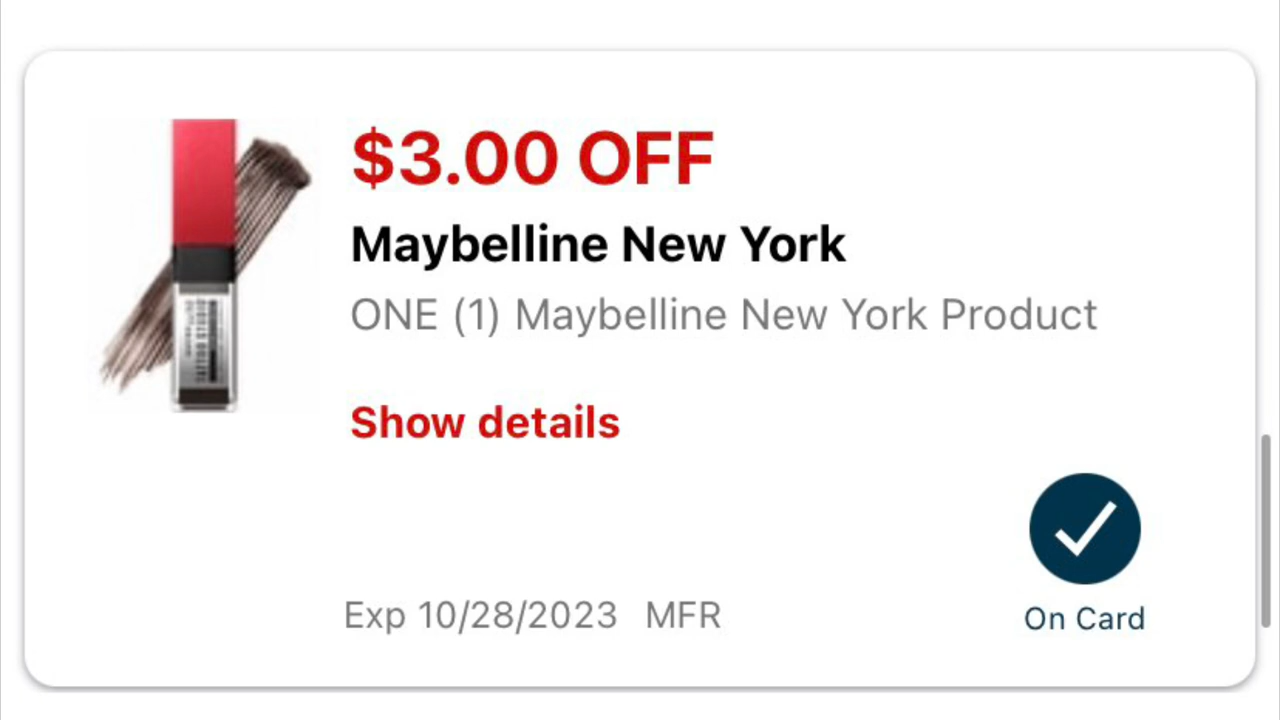 $3.00 OFF
Maybelline New York
ONE (1) Maybelline New York Product
Show details
Exp 10/28/2023 MFR
On Card